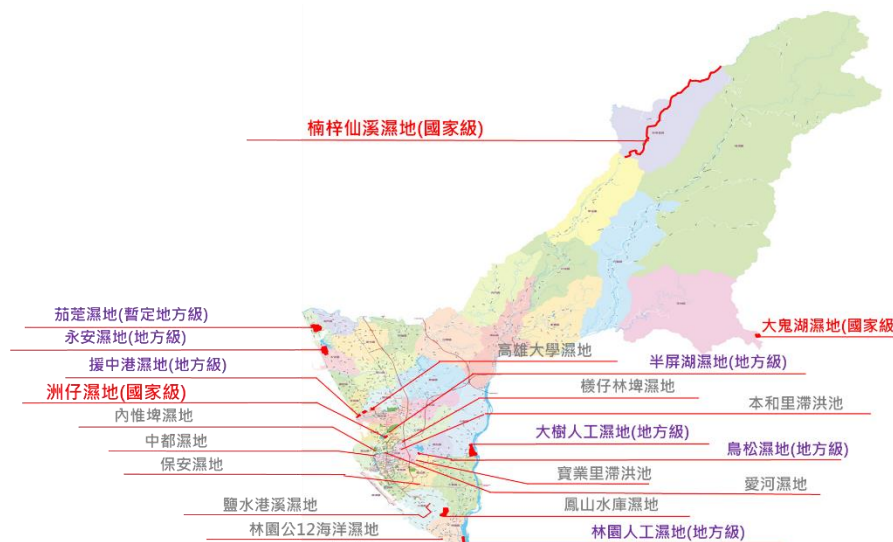 楠梓仙溪濕地(國家級)
茄萣濕地(暫定地方級)
永安濕地(地方級)
援中港濕地(地方級)
洲仔濕地(國家級)
內惟埤濕地
中都濕地
保安濕地
鹽水港溪濕地
林園公12海洋濕地
大鬼湖濕地(國家級)
高雄大學濕地
半屏湖濕地(地方級)
檨仔林埤濕地
本和里滯洪池
大樹人工濕地(地方級)
鳥松濕地(地方級)
寶業里滯洪池
愛河濕地
鳳山水庫濕地
林園人工濕地(地方級)